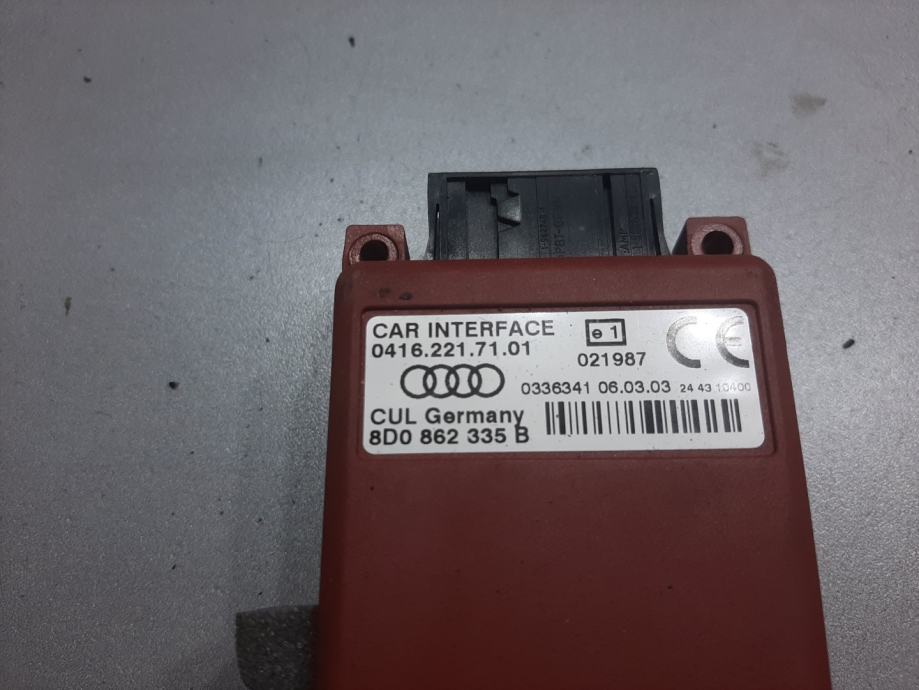 CAR INTERFACE
e 1
CE
0416.221.71.01
021987
0336341 06.03.03 24 43 10400
CUL Germany
8D0 862 335 B